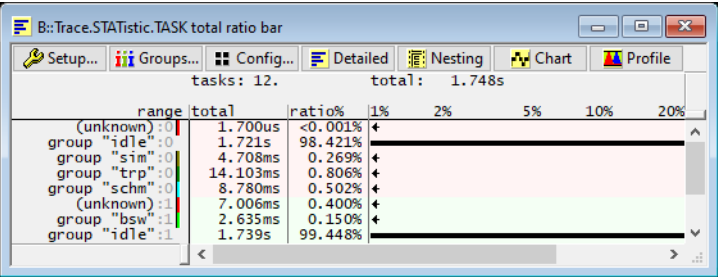 B::Trace.STATistic.TASK total ratio bar
Setup... Groups... Config... Detailed Nesting Chart Profile
tasks: 12. total: 1.748s
range total ratio% 1% 2% 5% 10% 20%
(unknown):0 1.700us <0.001%
group "idle":0 1.721s 98.421%
group "sim":0 4.708ms 0.269%
group "trp":0 14.103ms 0.806%
group "schm":0 8.780ms 0.502%
(unknown):1 7.006ms 0.400%
group "bsw":1 2.635ms 0.150%
group "idle":1 1.739s 99.448%